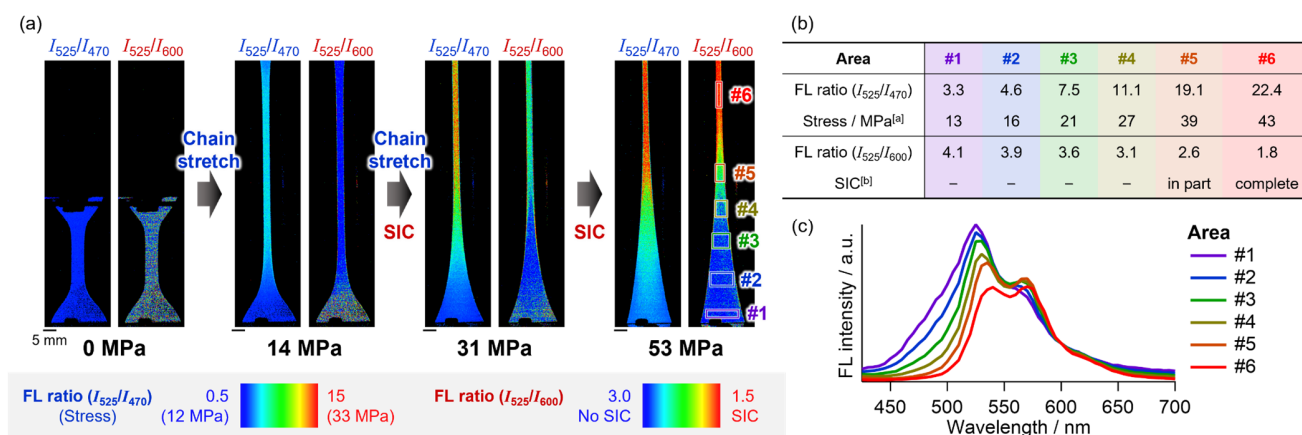 (a)
I525/I470 I525/I600 I525/I470 I525/I600 I525/I470 I525/I600 I525/I470 I525/I600
Chain
stretch
Chain
stretch
SIC
SIC
#6
#5
#4
#3
#2
#1
5 mm
0 MPa 14 MPa 31 MPa 53 MPa
FL ratio (I525/I470)
(Stress)
0.5
(12 MPa)
15
(33 MPa)
FL ratio (I525/I600)
3.0
No SIC
1.5
SIC
(b)
Area #1 #2 #3 #4 #5 #6
FL ratio (I525/I470) 3.3 4.6 7.5 11.1 19.1 22.4
Stress / MPa[a] 13 16 21 27 39 43
FL ratio (I525/I600) 4.1 3.9 3.6 3.1 2.6 1.8
SIC[b] – – – – in part complete
(c)
FL intensity / a.u.
450 500 550 600 650 700
Wavelength / nm
Area
#1
#2
#3
#4
#5
#6